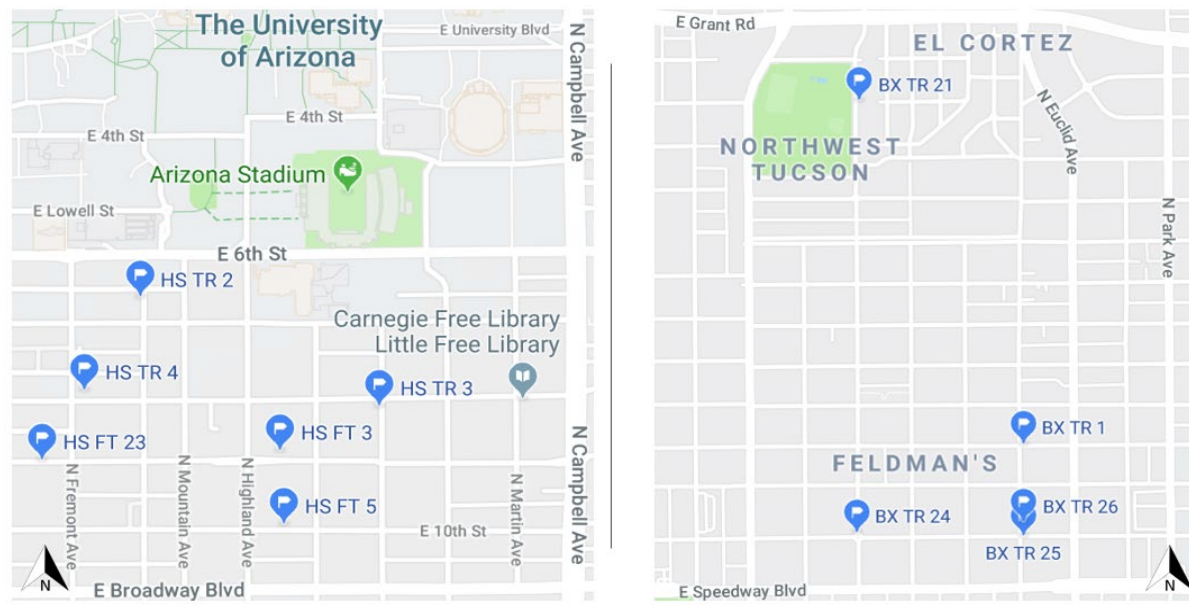 The University
of Arizona
E University Blvd
N Campbell Ave
E 4th St
E 4th St
Arizona Stadium
E Lowell St
E 6th St
HS TR 2
Carnegie Free Library
Little Free Library
HS TR 4
HS TR 3
HS FT 23
HS FT 3
N Campbell Ave
N Fremont Ave
N Mountain Ave
N Highland Ave
N Martin Ave
HS FT 5
E 10th St
N
E Broadway Blvd
E Grant Rd
EL CORTEZ
BX TR 21
N Euclid Ave
NORTHWEST
TUCSON
N Park Ave
BX TR 1
FELDMAN'S
BX TR 24
BX TR 26
BX TR 25
E Speedway Blvd
N